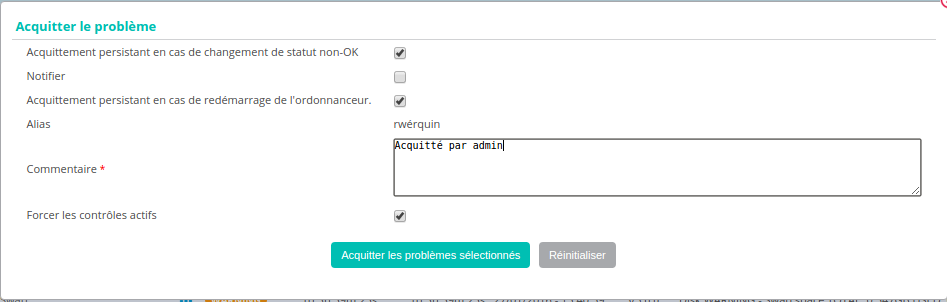 Acquitter le problème
Acquittement persistant en cas de changement de statut non-OK
Notifier
Acquittement persistant en cas de redémarrage de l'ordonnanceur.
Alias rwérquin
Commentaire * Acquitté par admin
Forcer les contrôles actifs
Acquitter les problèmes sélectionnés Réinitialiser